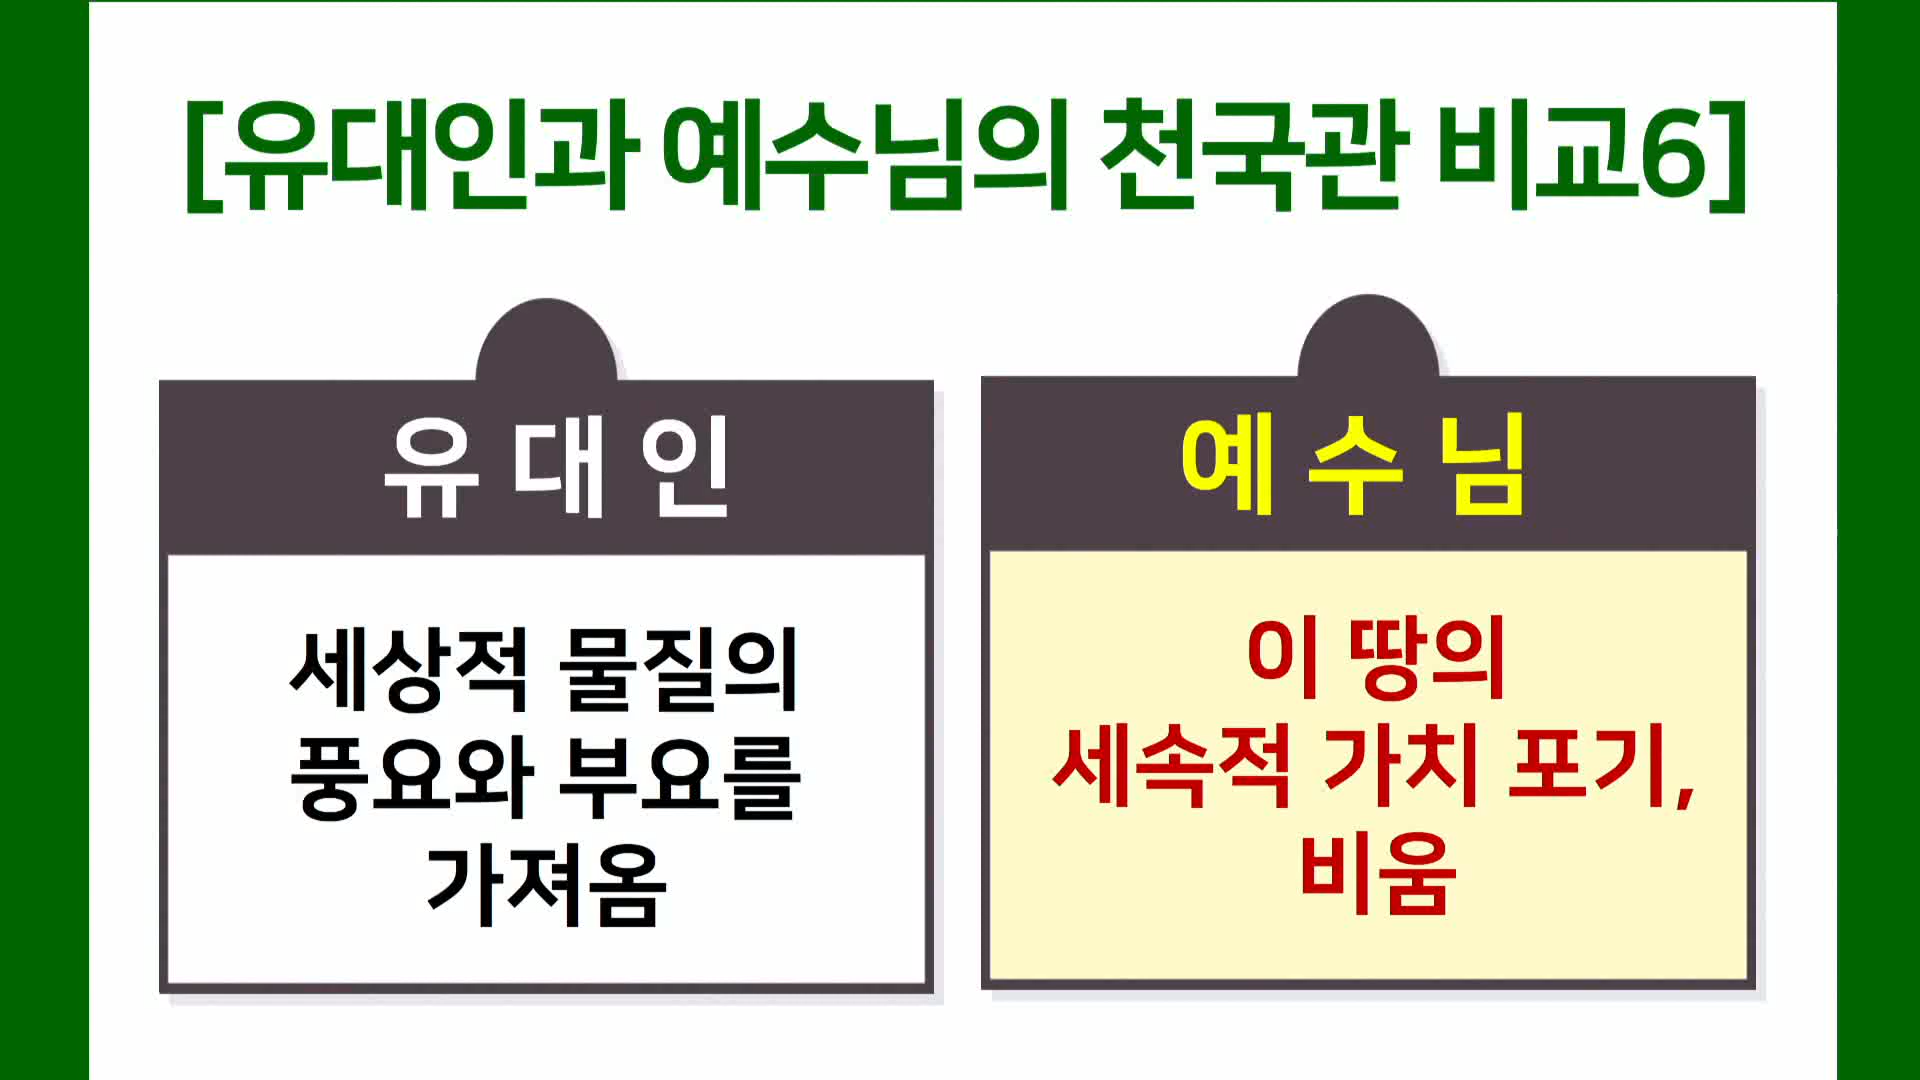 [유대인과 예수님의 천국관 비교6]
유 대 인
세상적 물질의
풍요와 부요를
가져옴
예 수 님
이 땅의
세속적 가치 포기,
비움